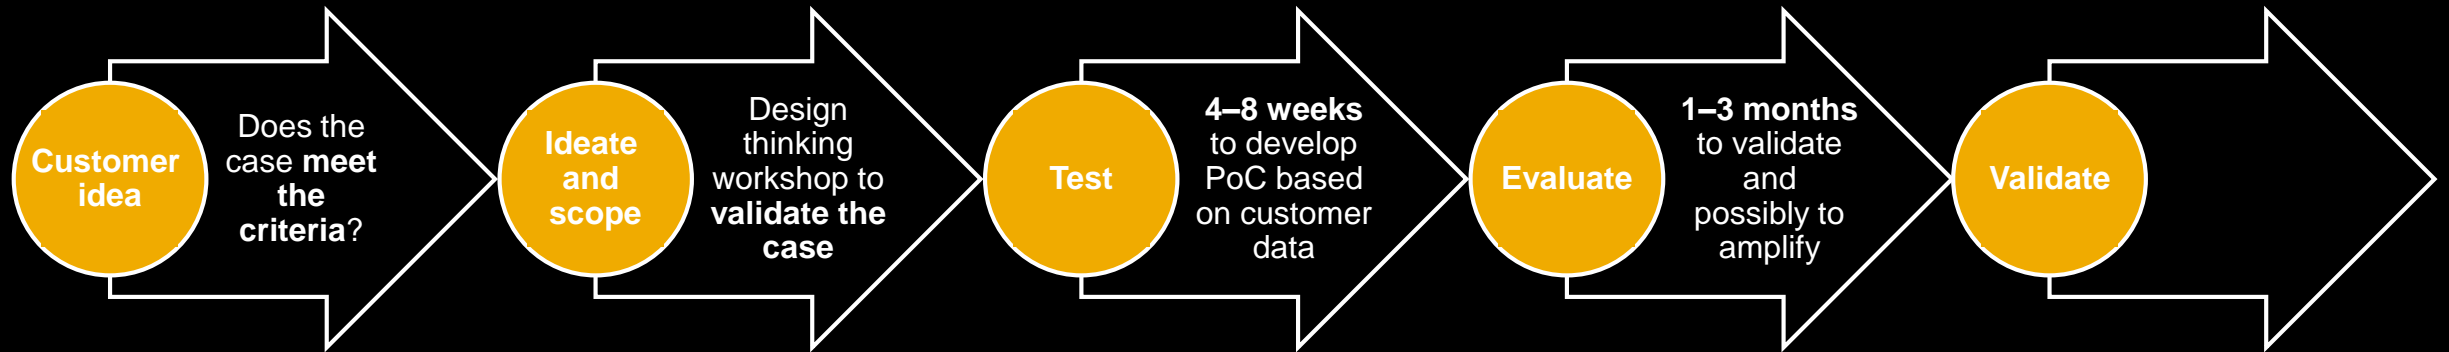 Customer
idea
Does the
case meet
the
criteria?
Ideate
and
scope
Design
thinking
workshop to
validate the
case
Test
4–8 weeks
to develop
PoC based
on customer
data
Evaluate
1–3 months
to validate
and
possibly to
amplify
Validate